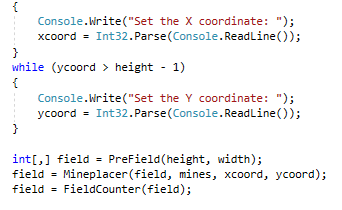 {
Console.Write("Set the X coordinate: ");
xcoord = Int32.Parse(Console.ReadLine());
}
while (ycoord > height - 1)
{
Console.Write("Set the Y coordinate: ");
ycoord = Int32.Parse(Console.ReadLine());
}
int[,] field = PreField(height, width);
field = Mineplacer(field, mines, xcoord, ycoord);
field = FieldCounter(field);